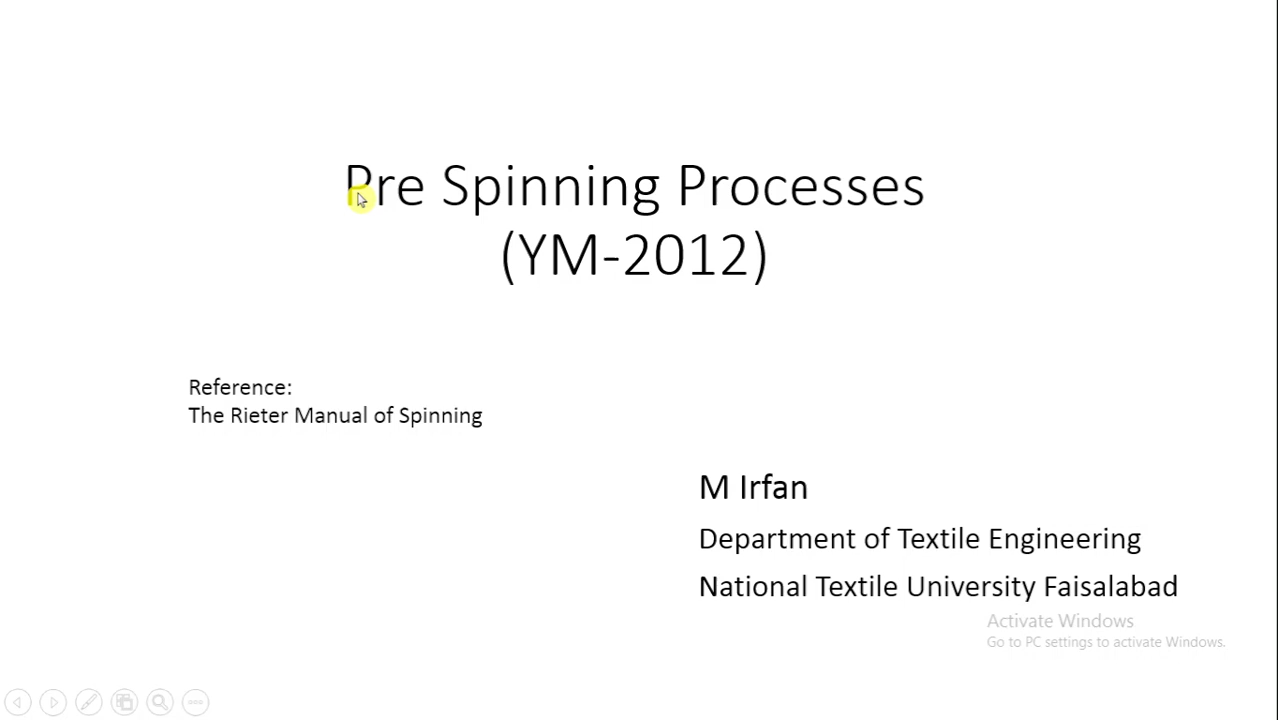 Pre Spinning Processes
(YM-2012)
Reference:
The Rieter Manual of Spinning
M Irfan
Department of Textile Engineering
National Textile University Faisalabad
Activate Windows
Go to PC settings to activate Windows.